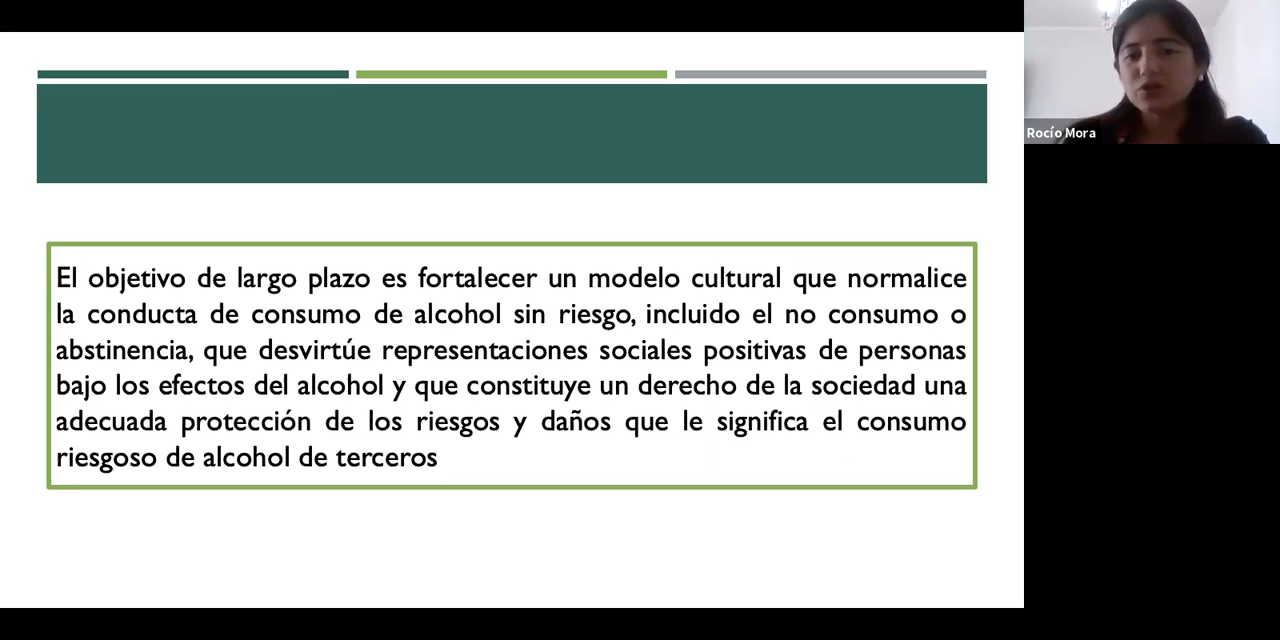 El objetivo de largo plazo es fortalecer un modelo cultural que normalice
la conducta de consumo de alcohol sin riesgo, incluido el no consumo o
abstinencia, que desvirtúe representaciones sociales positivas de personas
bajo los efectos del alcohol y que constituye un derecho de la sociedad una
adecuada protección de los riesgos y daños que le significa el consumo
riesgoso de alcohol de terceros
Rocío Mora